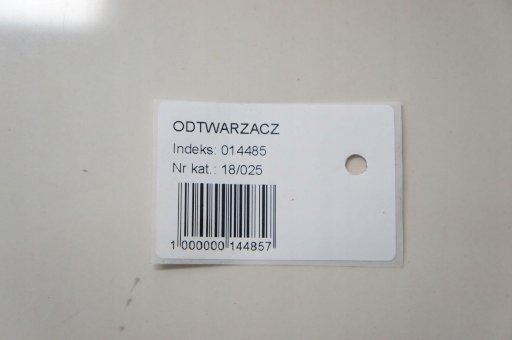 ODTWARZACZ
Indeks: 014485
Nr kat.: 18/025
1 000000 144857